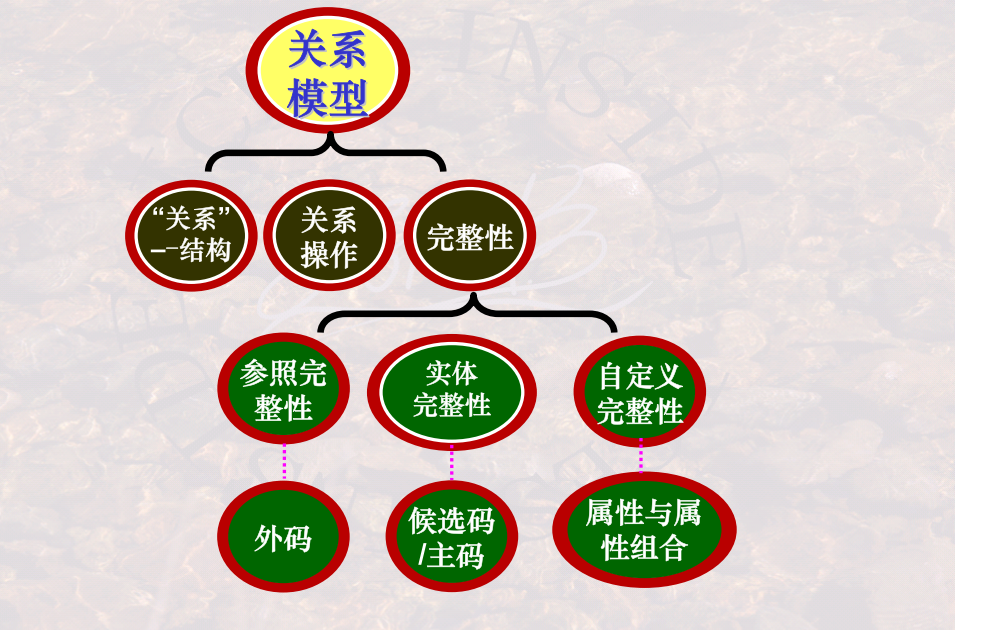 关系
模型
“关系”
—结构
关系
操作
完整性
参照完
整性
实体
完整性
自定义
完整性
外码
候选码
/主码
属性与属
性组合